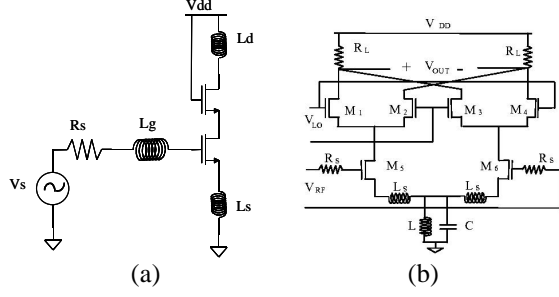 Vdd
Ld
Rs
Lg
Vs
Ls
(a)
V DD
R L
R L
+ V OUT -
M 1
M 2
M 3
M 4
V LO
R s
M 5
M 6
R s
V RF
L s
L s
L
C
(b)